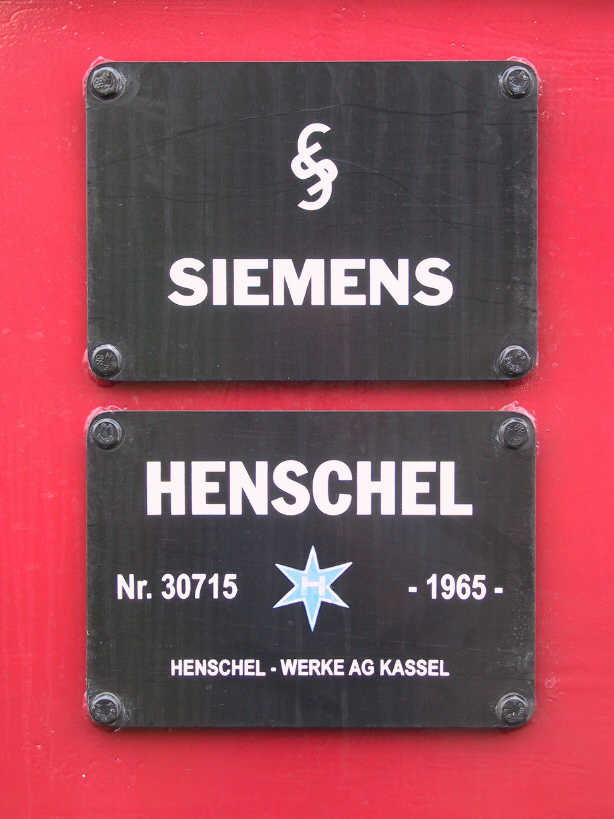 SIEMENS
HENSCHEL
Nr. 30715 H - 1965 -
HENSCHEL - WERKE AG KASSEL